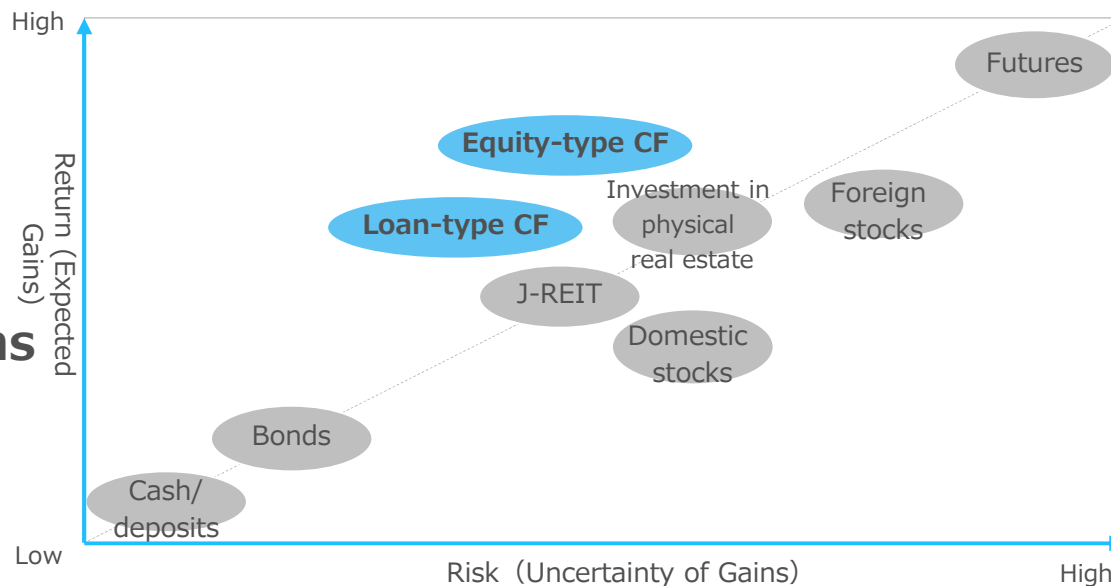 High
Return (Expected
Gains)
Futures
Equity-type CF
Investment in
physical
real estate
Foreign
stocks
Loan-type CF
J-REIT
Domestic
stocks
Bonds
Cash/
deposits
Low
Risk（Uncertainty of Gains）
High